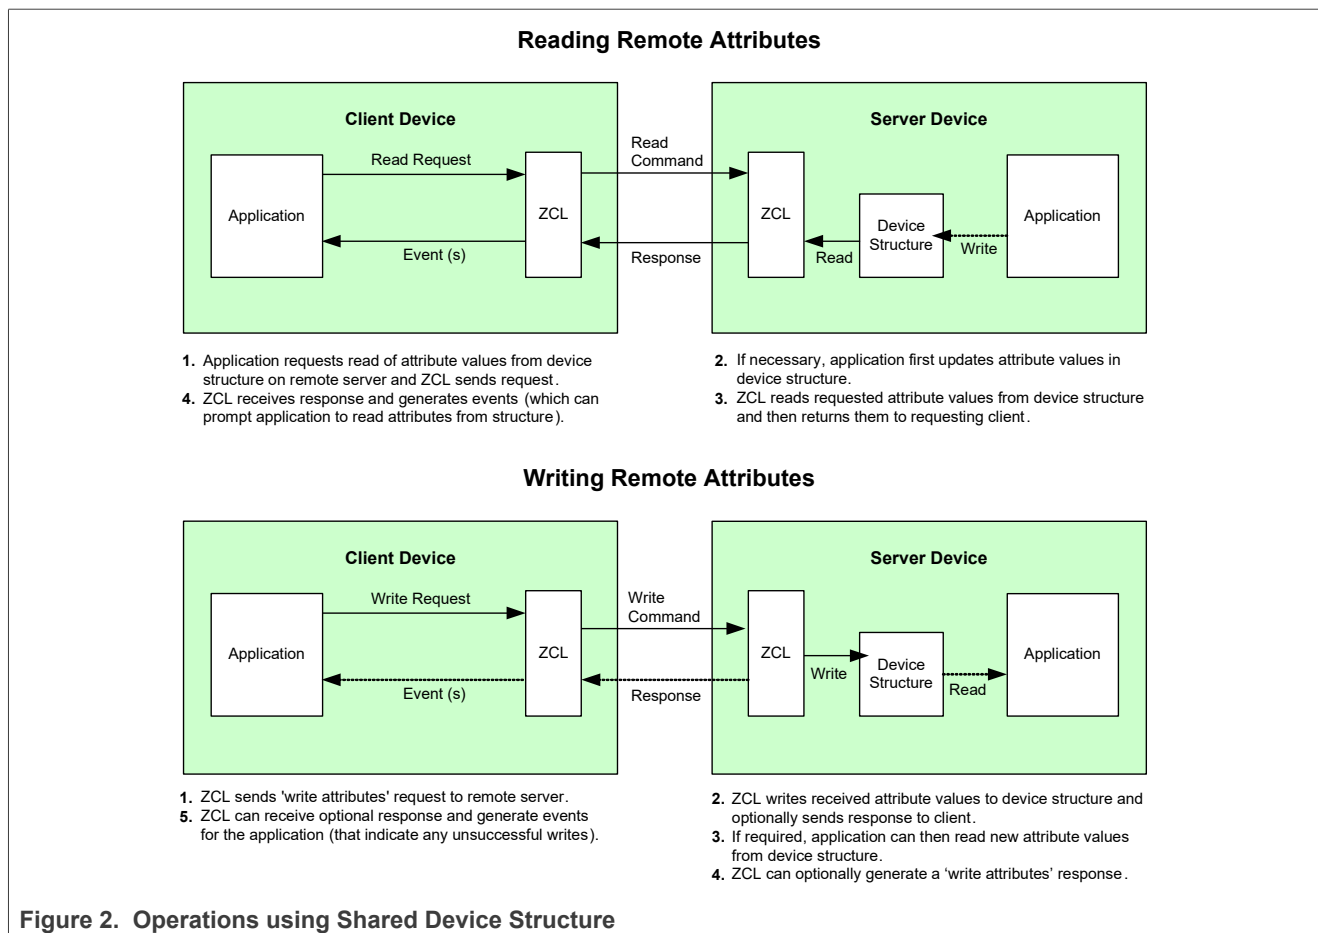 Reading Remote Attributes
Client Device
Server Device
Read Request
Read
Command
Application
ZCL
ZCL
Device
Structure
Application
Event (s)
Response
Read
Write
1. Application requests read of attribute values from device
structure on remote server and ZCL sends request.
4. ZCL receives response and generates events (which can
prompt application to read attributes from structure).
2. If necessary, application first updates attribute values in
device structure.
3. ZCL reads requested attribute values from device structure
and then returns them to requesting client.
Writing Remote Attributes
Client Device
Server Device
Write Request
Write
Command
Application
ZCL
ZCL
Device
Structure
Application
Event (s)
Response
Write
Read
1. ZCL sends 'write attributes' request to remote server.
5. ZCL can receive optional response and generate events
for the application (that indicate any unsuccessful writes).
2. ZCL writes received attribute values to device structure and
optionally sends response to client.
3. If required, application can then read new attribute values
from device structure.
4. ZCL can optionally generate a ‘write attributes’ response.
Figure 2. Operations using Shared Device Structure